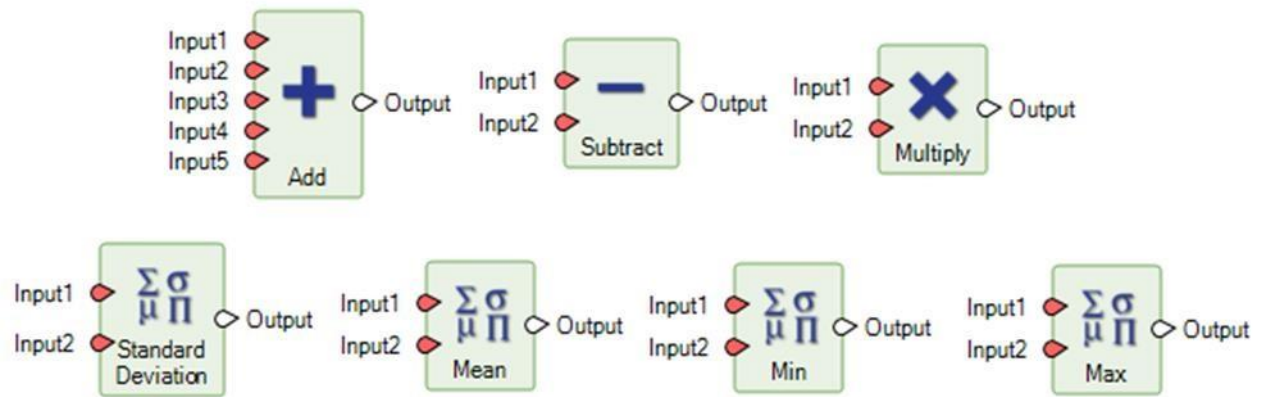 Input1
Input2
Input3
Input4
Input5
Output
Add
Input1
Input2
Output
Subtract
Input1
Input2
Output
Multiply
Input1
Input2
Σ σ
μ Π
Output
Standard
Deviation
Input1
Input2
Σ σ
μ Π
Output
Mean
Input1
Input2
Σ σ
μ Π
Output
Min
Input1
Input2
Σ σ
μ Π
Output
Max